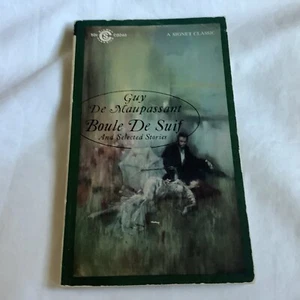 A SIGNET CLASSIC
Guy
De Maupassant
Boule De Suif
And Selected Stories